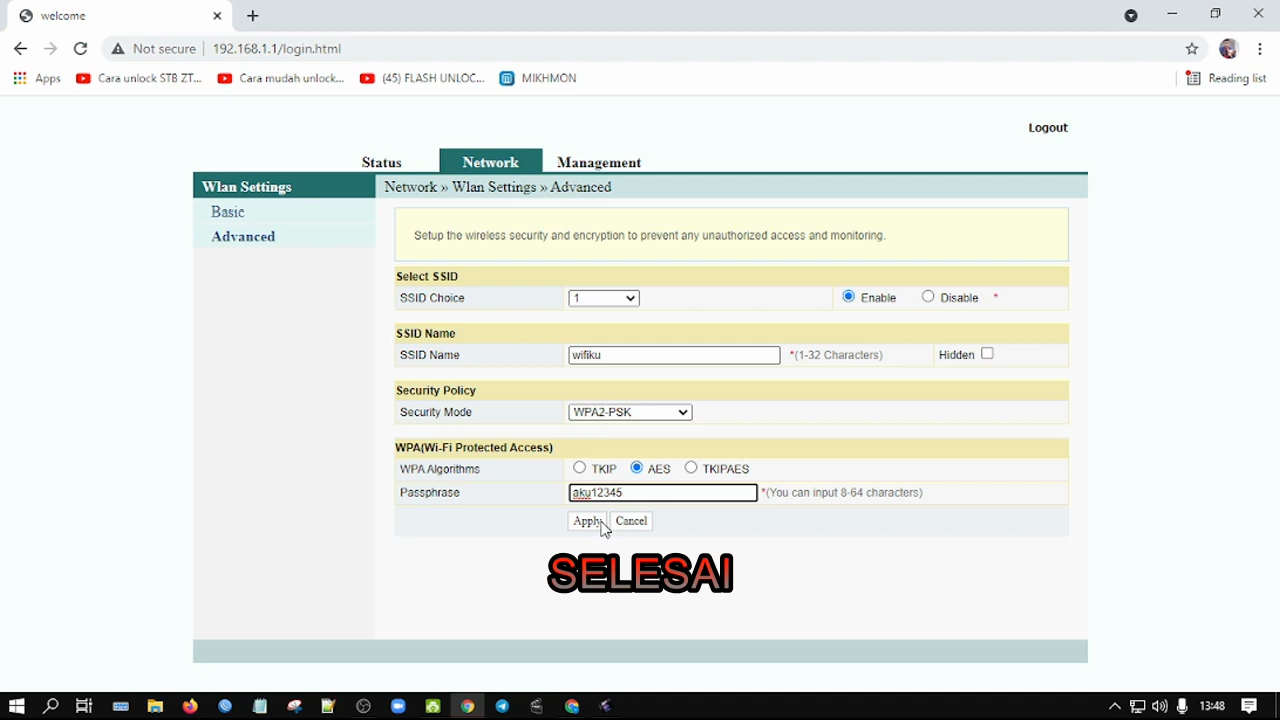 welcome
Not secure 192.168.1.1/login.html
Apps Cara unlock STB ZT... Cara mudah unlock... (45) FLASH UNLOC... MIKHMON Reading list
Logout
Status Network Management
Wlan Settings Network » Wlan Settings » Advanced
Basic
Advanced
Setup the wireless security and encryption to prevent any unauthorized access and monitoring.
Select SSID
SSID Choice 1 Enable Disable *
SSID Name
SSID Name wifiku *(1-32 Characters) Hidden
Security Policy
Security Mode WPA2-PSK
WPA(Wi-Fi Protected Access)
WPA Algorithms TKIP AES TKIPAES
Passphrase aku12345 *(You can input 8-64 characters)
Apply Cancel
SELESAI
13:48